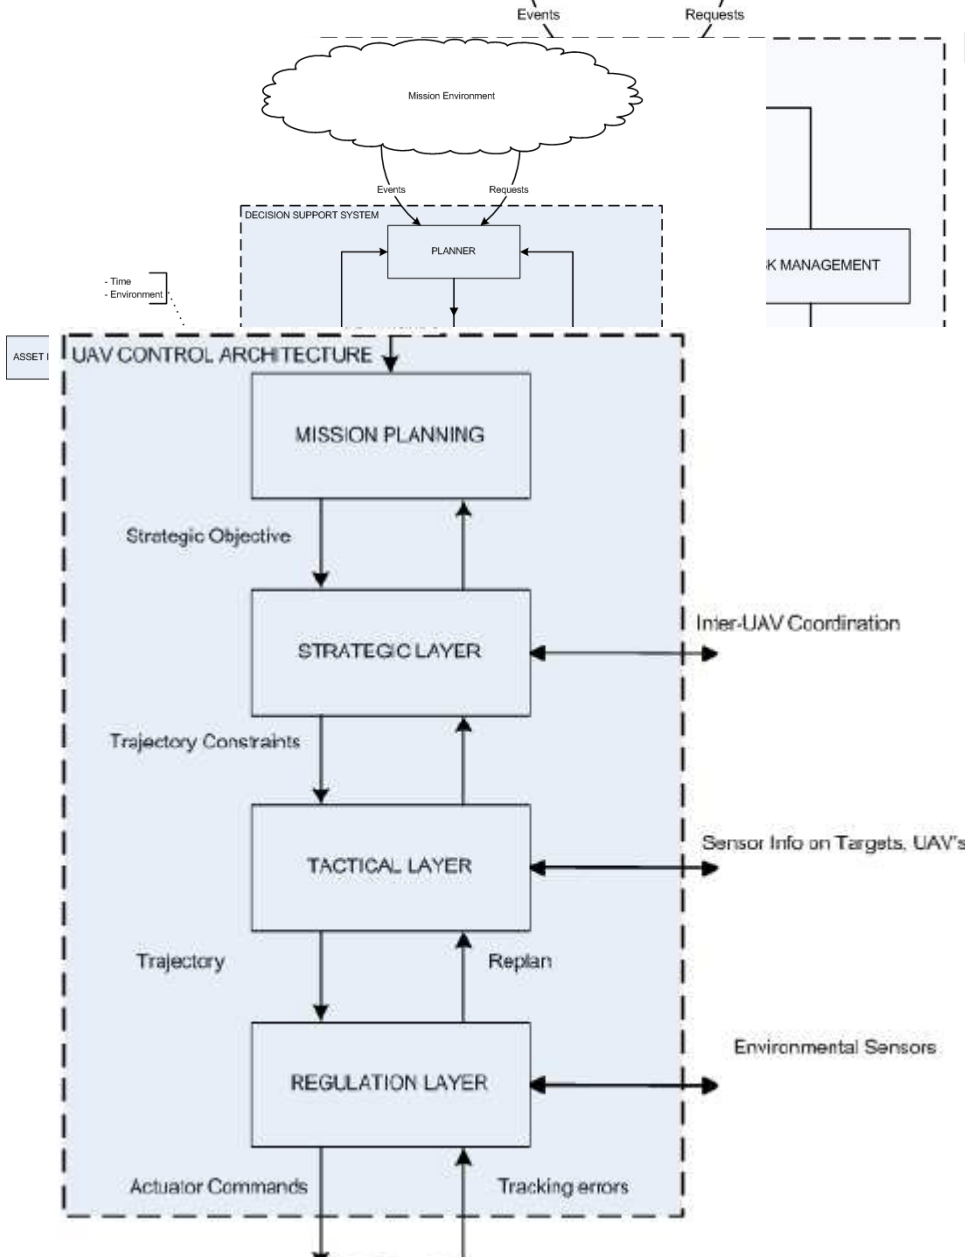 Events
Requests
Mission Environment
Events
Requests
DECISION SUPPORT SYSTEM
PLANNER
- Time
- Environment
K MANAGEMENT
ASSET
UAV CONTROL ARCHITECTURE
MISSION PLANNING
Strategic Objective
STRATEGIC LAYER
Inter-UAV Coordination
Trajectory Constraints
TACTICAL LAYER
Sensor Info on Targets, UAV's
Trajectory
Replan
REGULATION LAYER
Environmental Sensors
Actuator Commands
Tracking errors